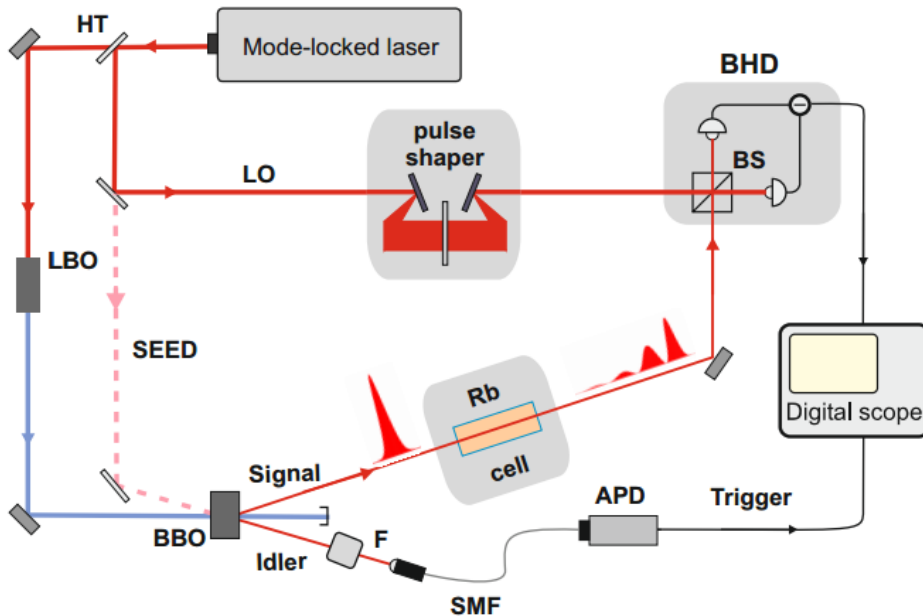 HT
Mode-locked laser
BHD
pulse
shaper
BS
LO
LBO
SEED
Rb
Digital scope
cell
Signal
APD
Trigger
BBO
F
Idler
SMF